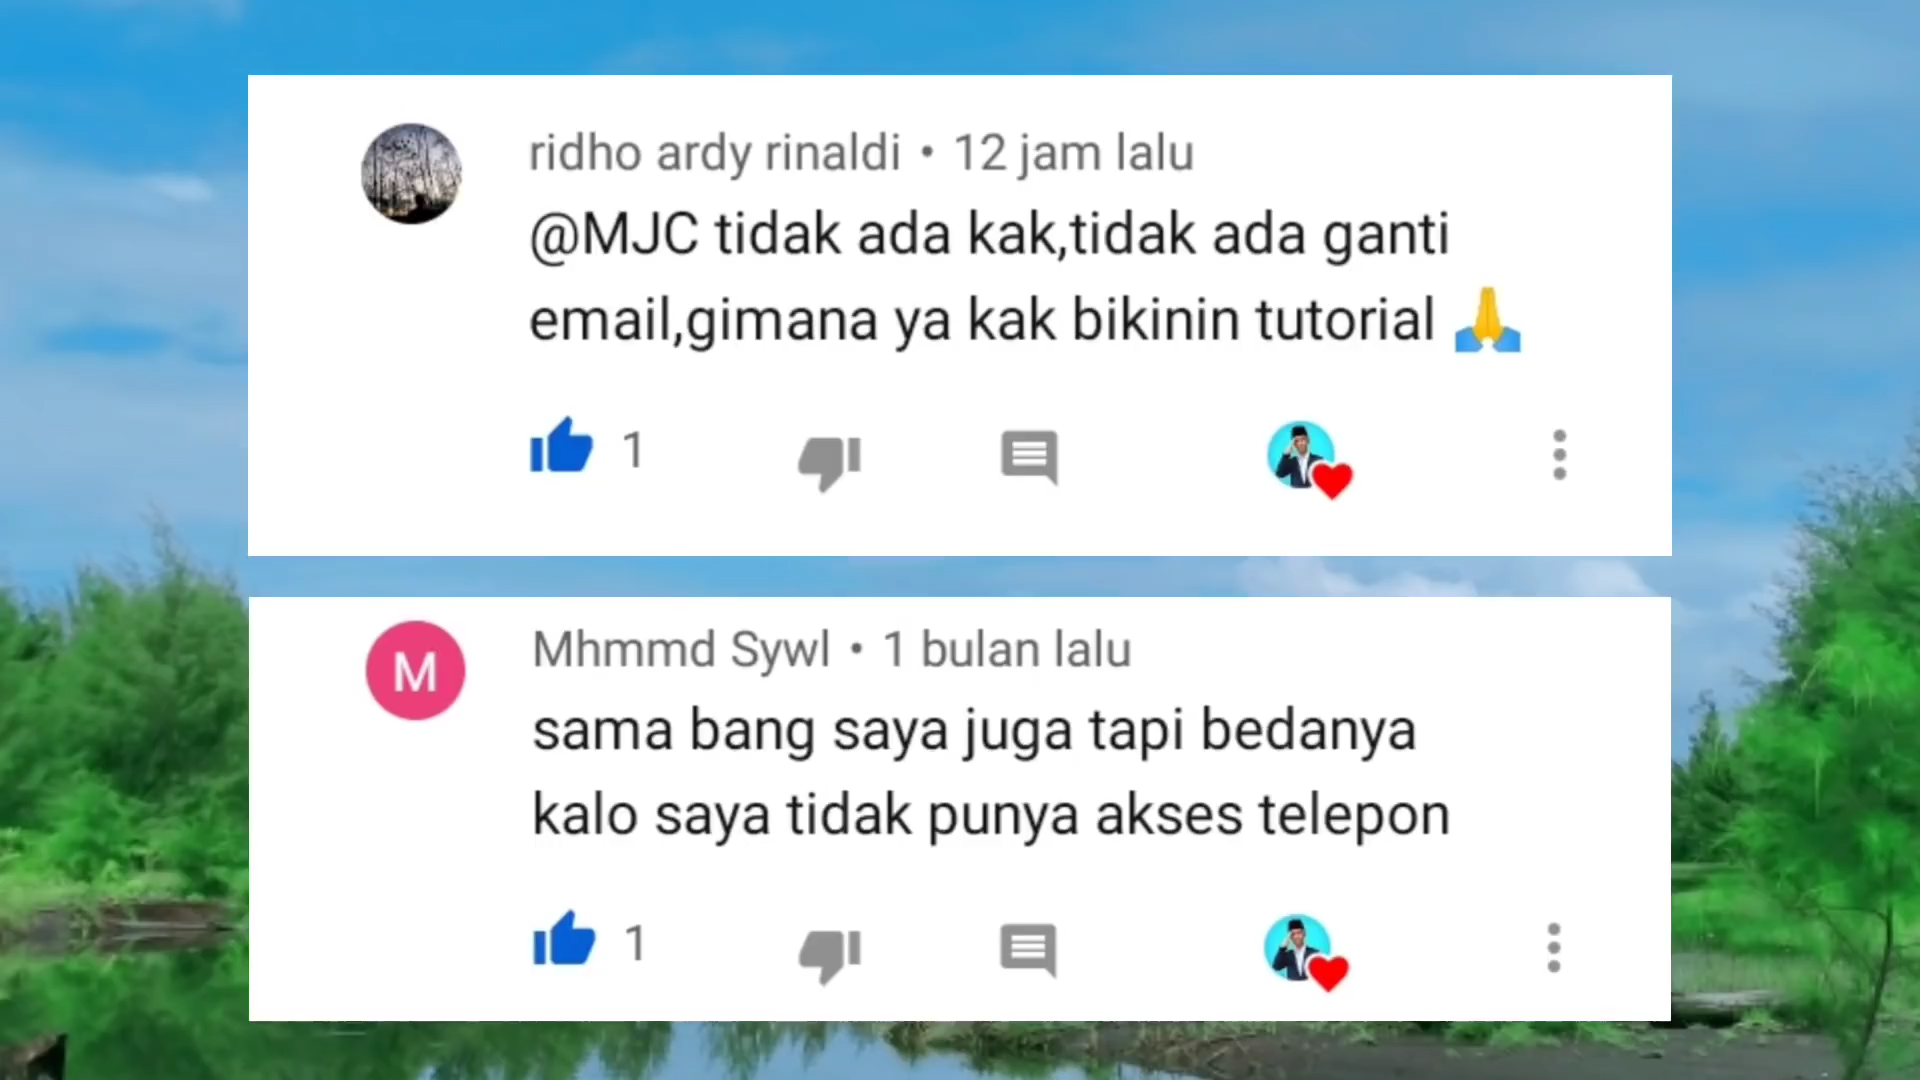 ridho ardy rinaldi • 12 jam lalu
@MJC tidak ada kak,tidak ada ganti
email,gimana ya kak bikinin tutorial 🙏
1
M
Mhmmd Sywl • 1 bulan lalu
sama bang saya juga tapi bedanya
kalo saya tidak punya akses telepon
1